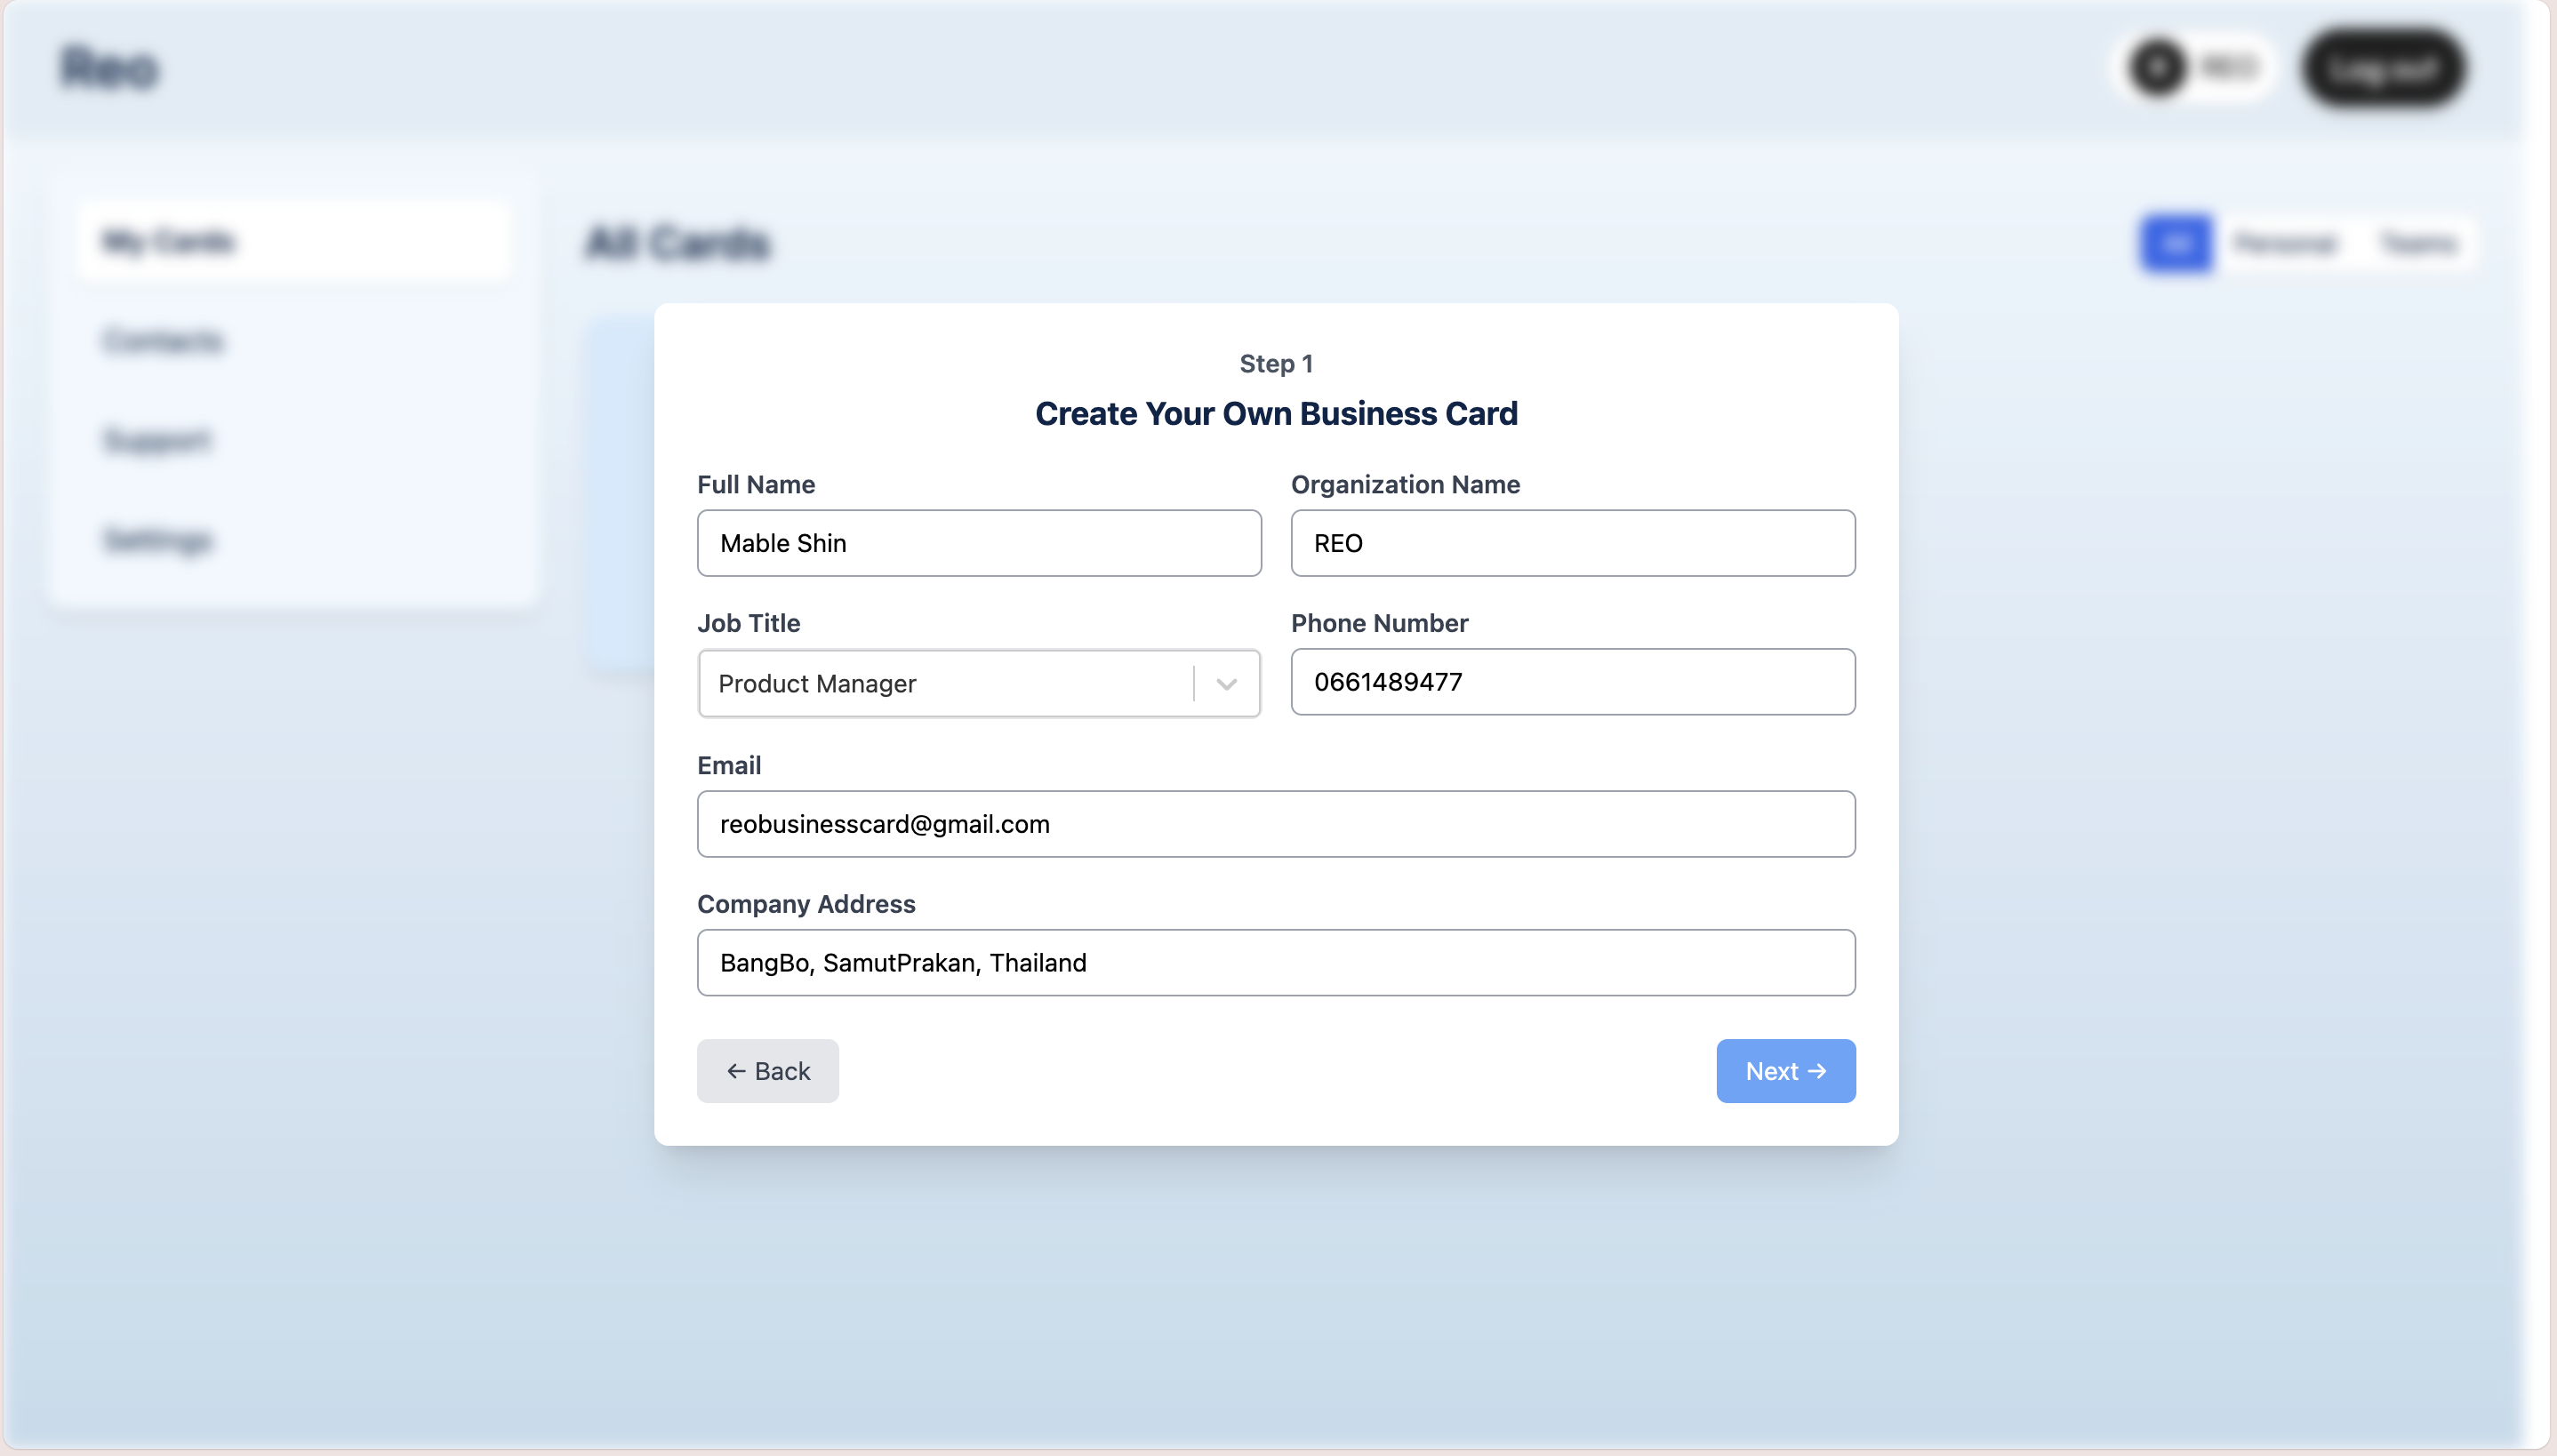 Reo
REO
Log out
My Cards
All Cards
All
Personal
Teams
Contacts
Support
Settings
Step 1
Create Your Own Business Card
Full Name
Organization Name
Mable Shin
REO
Job Title
Phone Number
Product Manager
0661489477
Email
reobusinesscard@gmail.com
Company Address
BangBo, SamutPrakan, Thailand
← Back
Next →